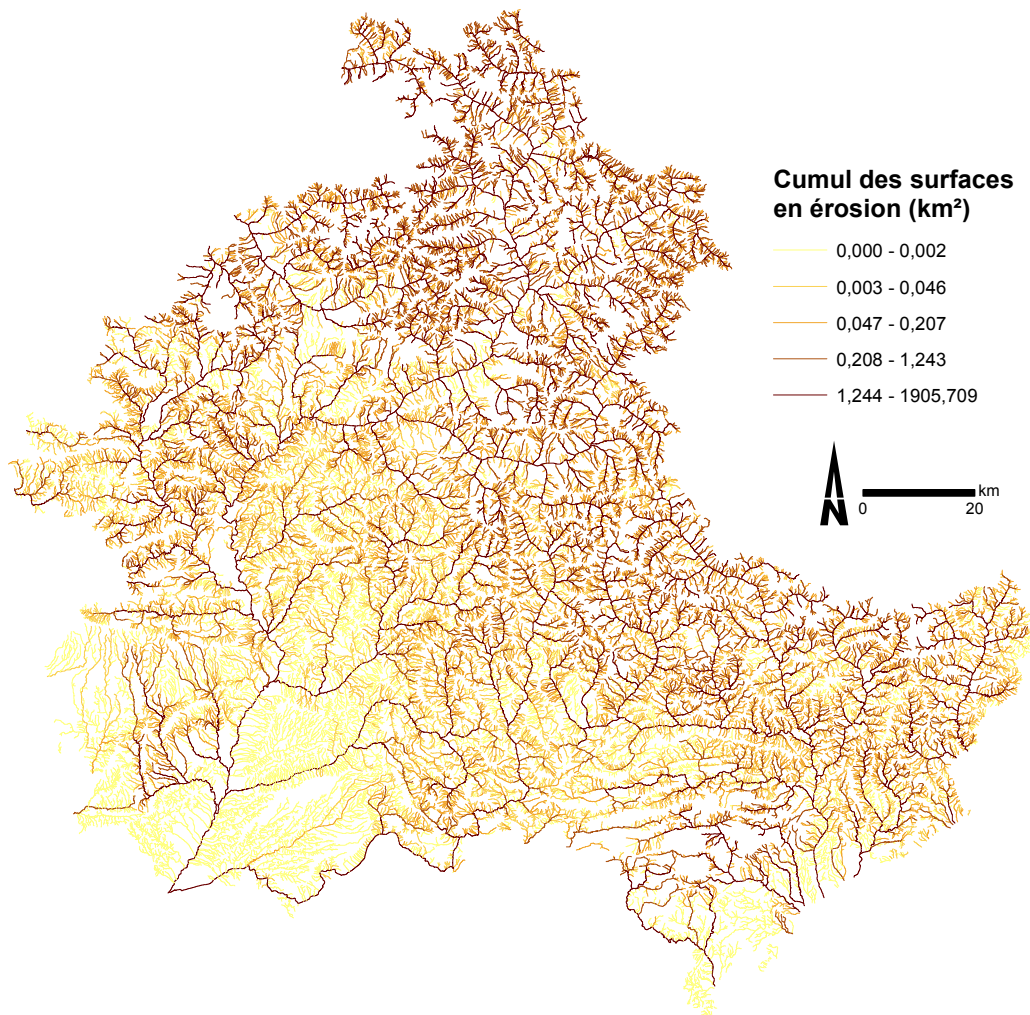 Cumul des surfaces
en érosion (km²)
0,000 - 0,002
0,003 - 0,046
0,047 - 0,207
0,208 - 1,243
1,244 - 1905,709
N
km
0 20